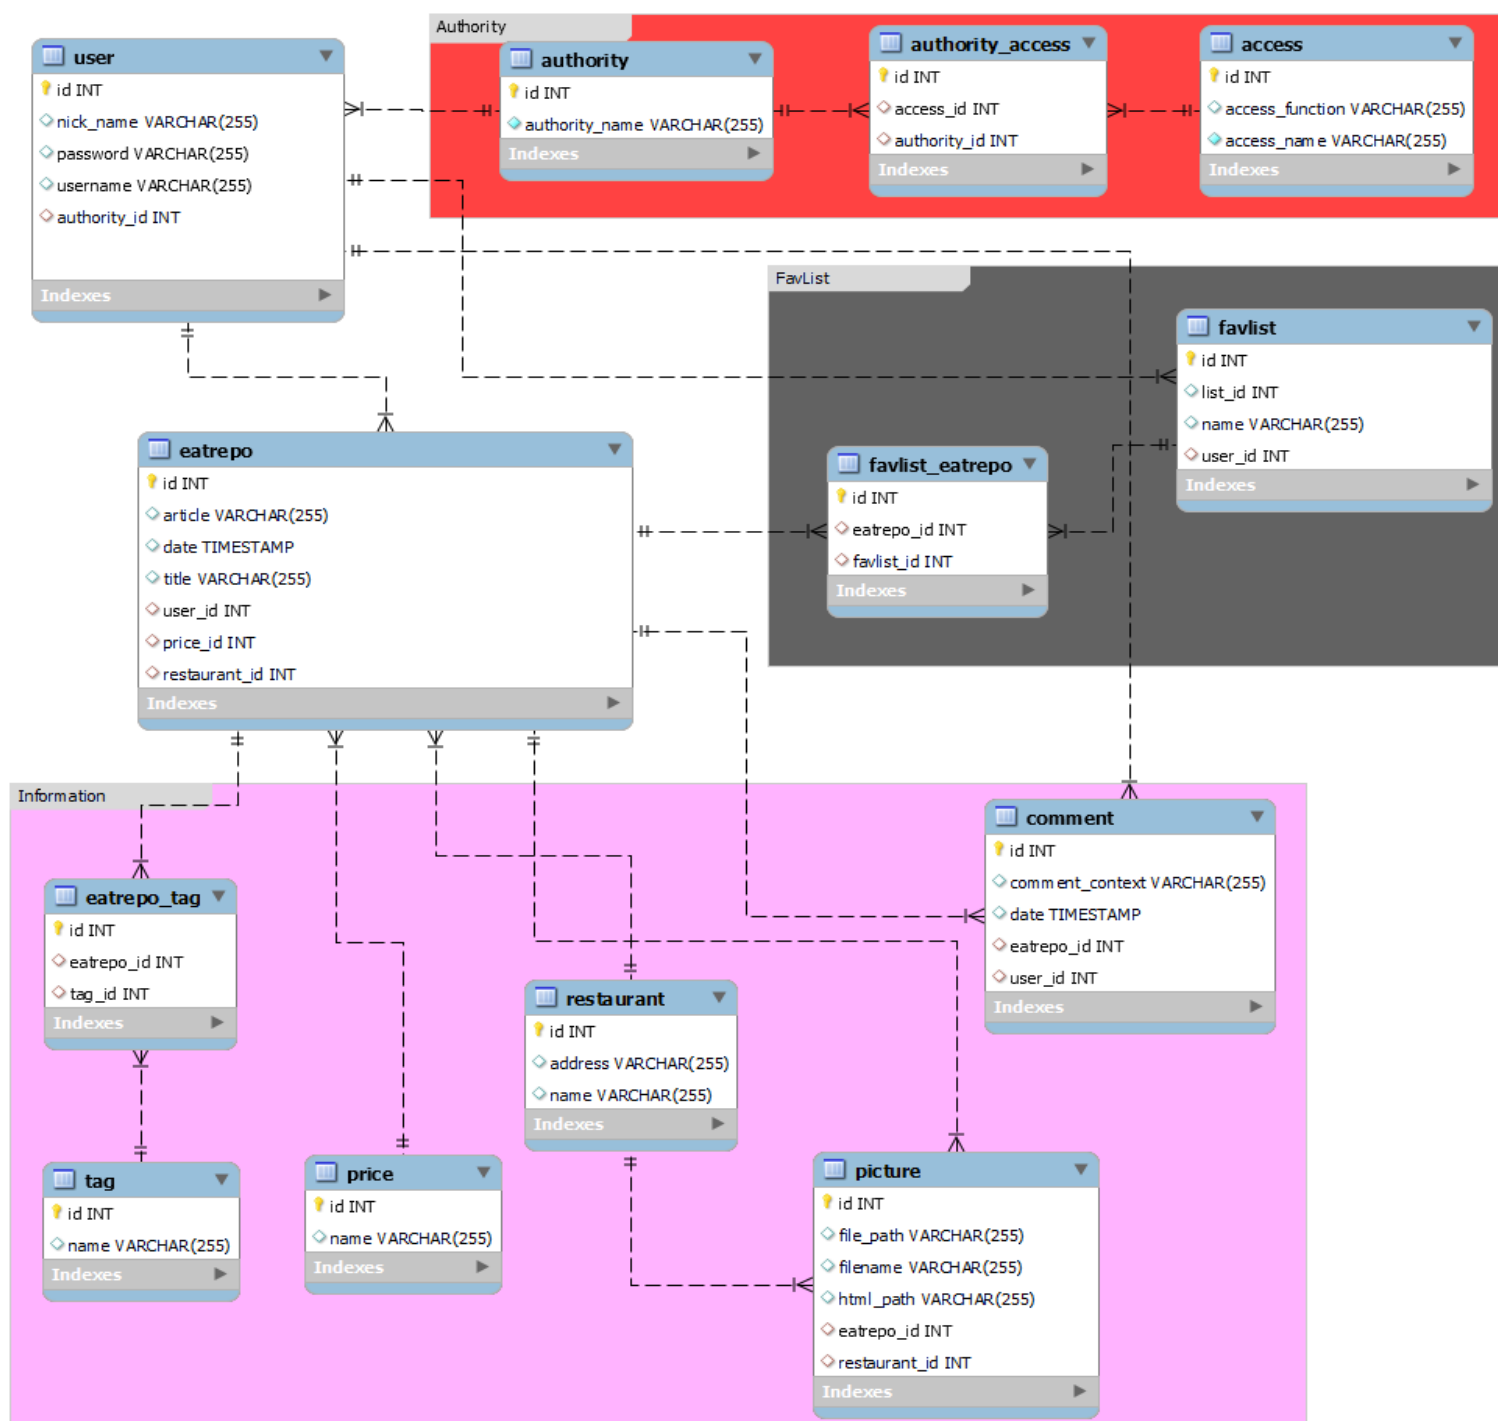 Authority
user
id INT
nick_name VARCHAR(255)
password VARCHAR(255)
username VARCHAR(255)
authority_id INT
Indexes
authority
id INT
authority_name VARCHAR(255)
Indexes
authority_access
id INT
access_id INT
authority_id INT
Indexes
access
id INT
access_function VARCHAR(255)
access_name VARCHAR(255)
Indexes
FavList
favlist
id INT
list_id INT
name VARCHAR(255)
user_id INT
Indexes
eatrepo
id INT
article VARCHAR(255)
date TIMESTAMP
title VARCHAR(255)
user_id INT
price_id INT
restaurant_id INT
Indexes
favlist_eatrepo
id INT
eatrepo_id INT
favlist_id INT
Indexes
Information
comment
id INT
comment_context VARCHAR(255)
date TIMESTAMP
eatrepo_id INT
user_id INT
Indexes
eatrepo_tag
id INT
eatrepo_id INT
tag_id INT
Indexes
restaurant
id INT
address VARCHAR(255)
name VARCHAR(255)
Indexes
tag
id INT
name VARCHAR(255)
Indexes
price
id INT
name VARCHAR(255)
Indexes
picture
id INT
file_path VARCHAR(255)
filename VARCHAR(255)
html_path VARCHAR(255)
eatrepo_id INT
restaurant_id INT
Indexes